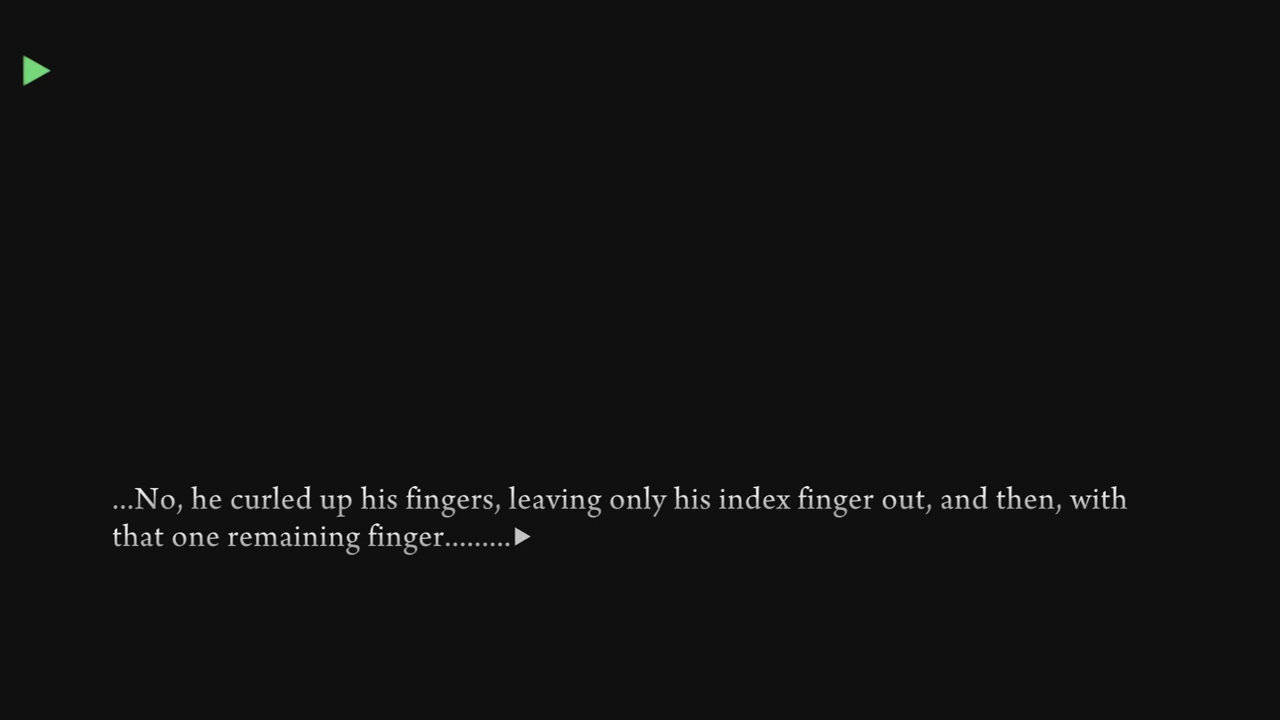 ...No, he curled up his fingers, leaving only his index finger out, and then, with
that one remaining finger.........